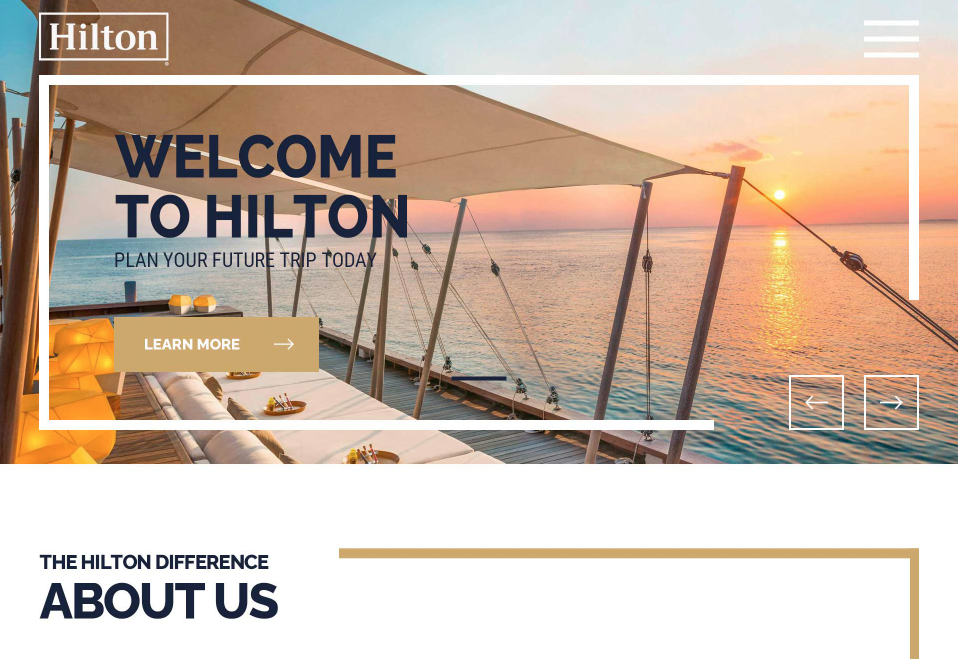 Hilton
WELCOME
TO HILTON
PLAN YOUR FUTURE TRIP TODAY
LEARN MORE
THE HILTON DIFFERENCE
ABOUT US